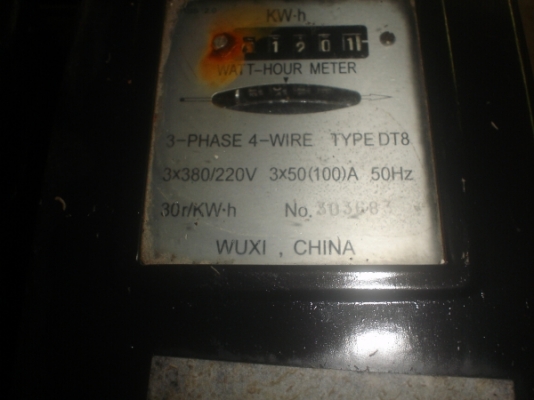 KW-h
1201
WATT-HOUR METER
3-PHASE 4-WIRE TYPE DT8
3×380/220V 3×50(100)A 50Hz
30r/KW-h No.
WUXI , CHINA